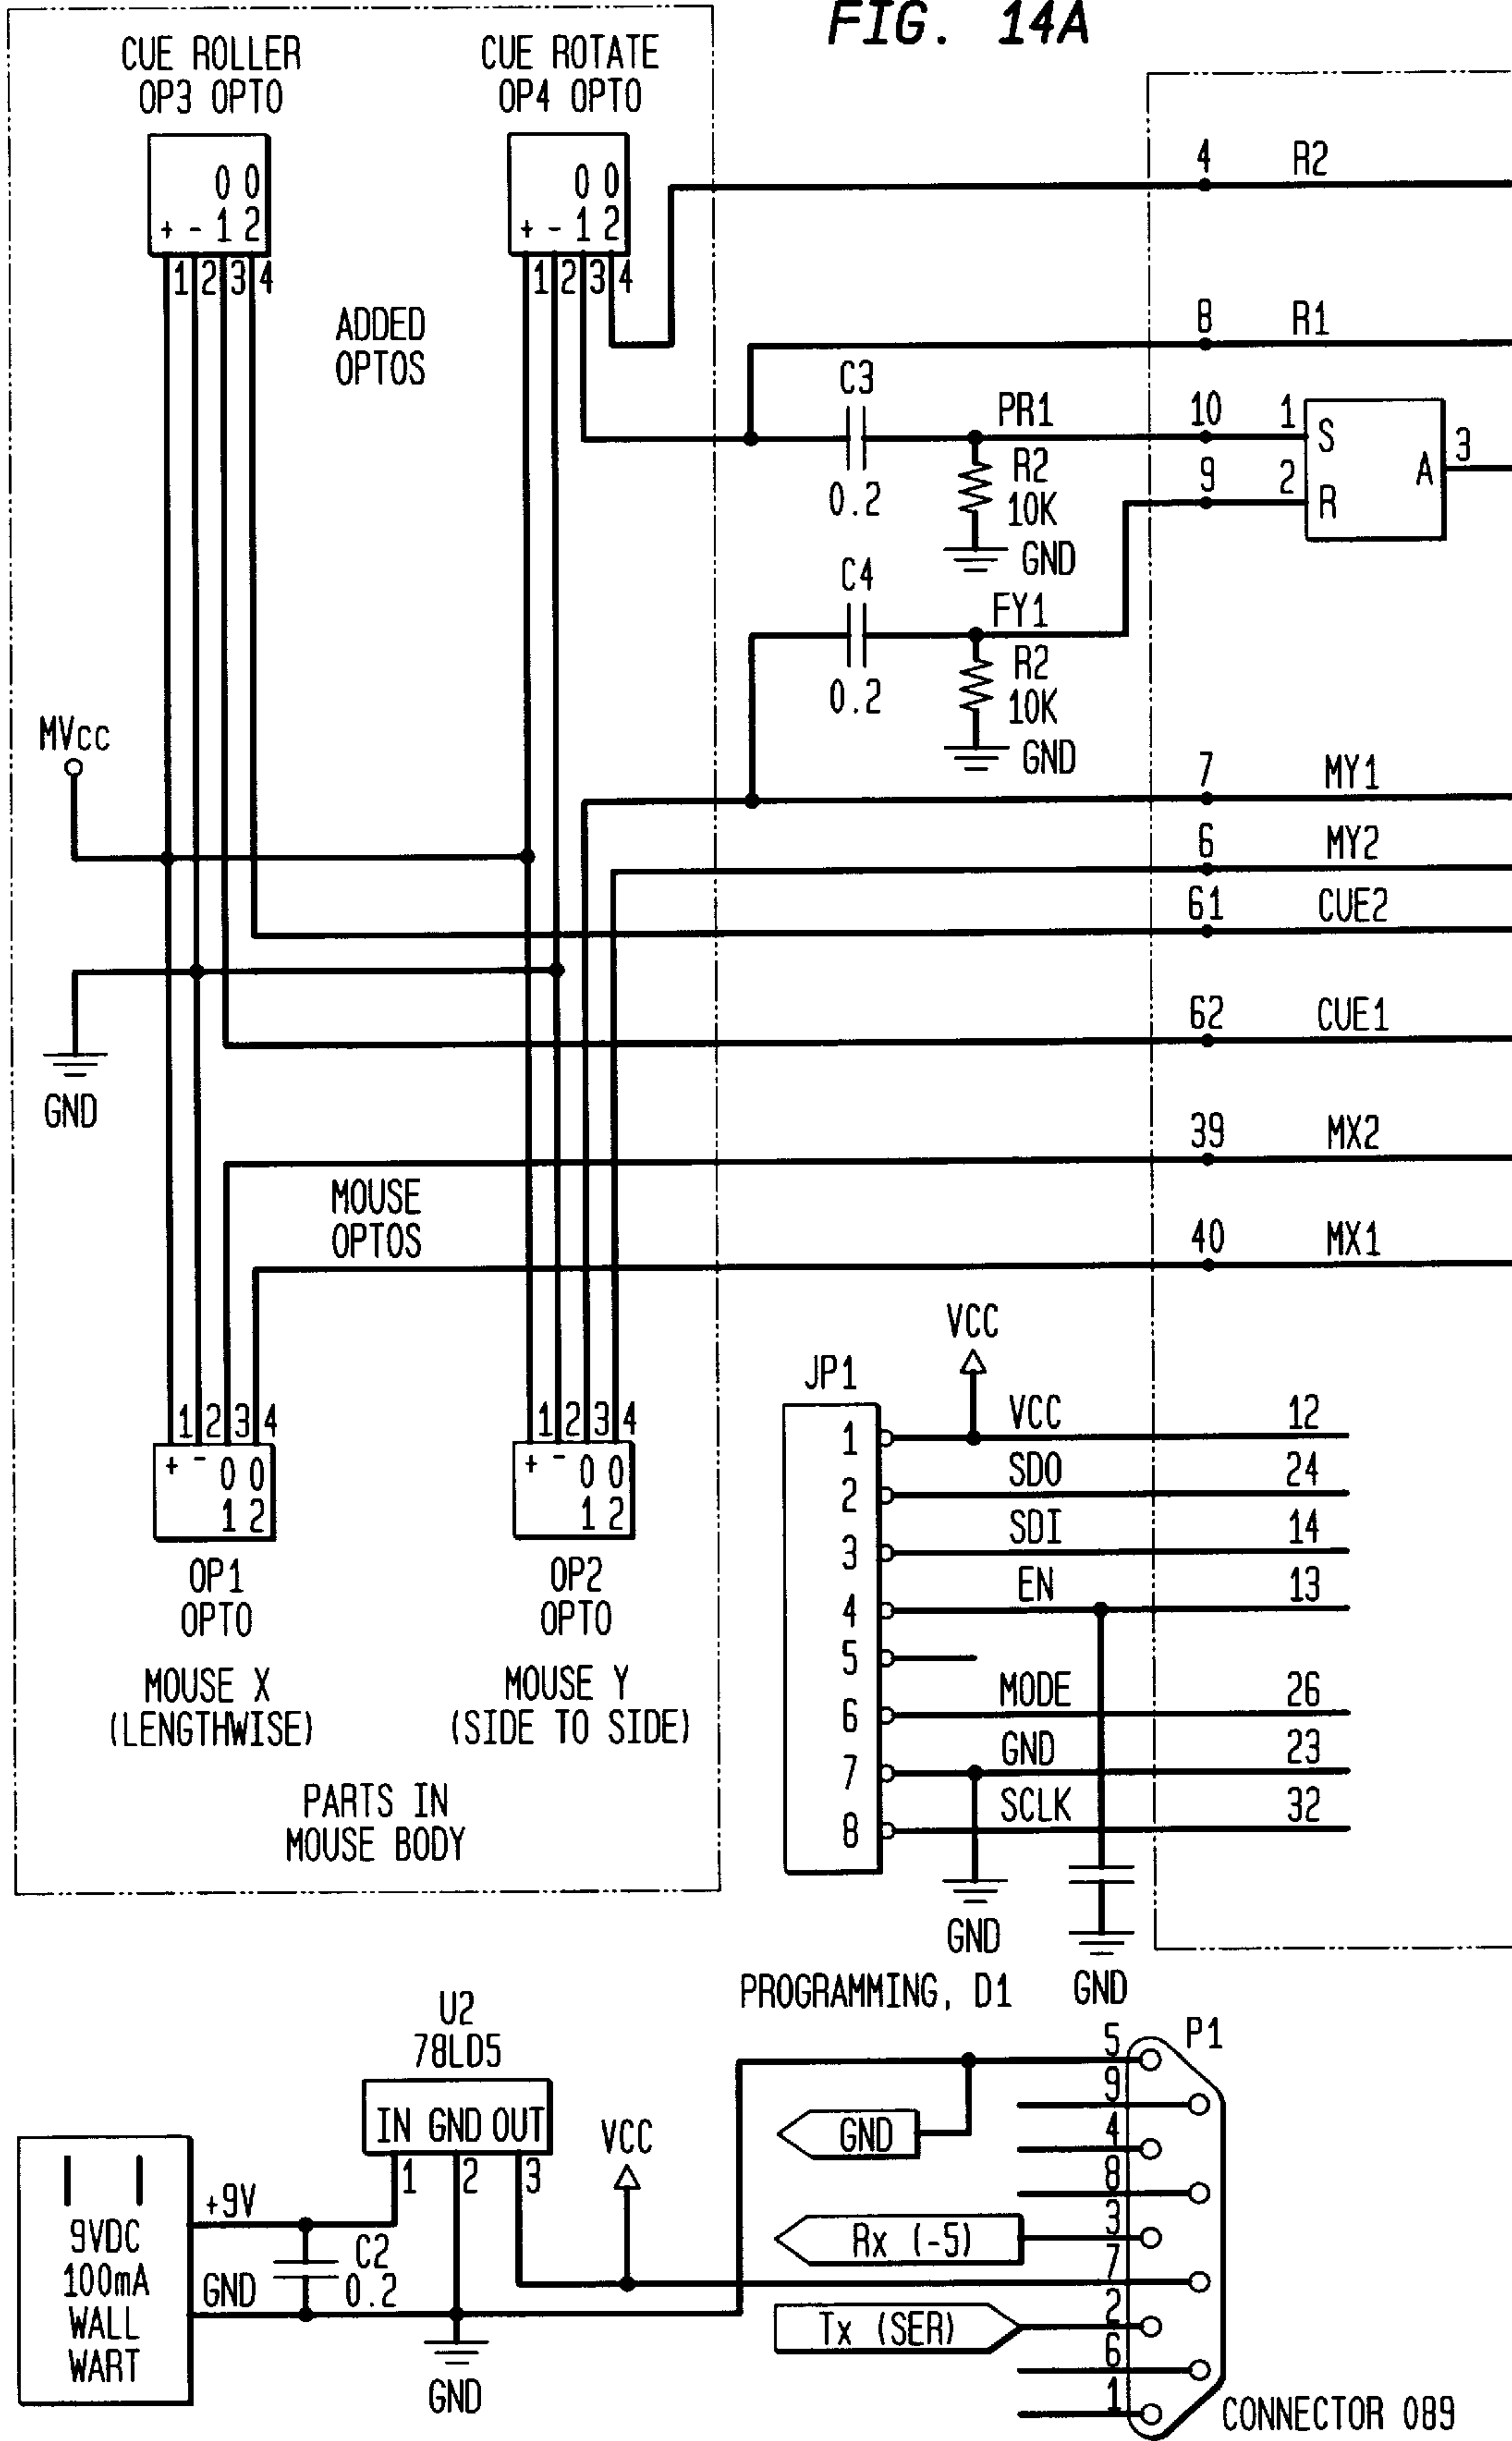 FIG. 14A
CUE ROLLER
OP3 OPTO
CUE ROTATE
OP4 OPTO
0 0
+ - 1 2
1 2 3 4
0 0
+ - 1 2
1 2 3 4
ADDED
OPTOS
4 R2
8 R1
C3
0.2
PR1
R2
10K
GND
10
9
1 S
2 R
A 3
C4
0.2
FY1
R2
10K
GND
MVcc
7 MY1
6 MY2
61 CUE2
62 CUE1
GND
39 MX2
MOUSE
OPTOS
40 MX1
1 2 3 4
+ - 0 0
1 2
OP1
OPTO
MOUSE X
(LENGTHWISE)
1 2 3 4
+ - 0 0
1 2
OP2
OPTO
MOUSE Y
(SIDE TO SIDE)
PARTS IN
MOUSE BODY
VCC
JP1
1 VCC 12
2 SDO 24
3 SDI 14
4 EN 13
5
6 MODE 26
7 GND 23
8 SCLK 32
GND
GND
PROGRAMMING, D1
U2
78LD5
IN GND OUT
1 2 3
VCC
9VDC
100mA
WALL
WART
+9V
GND
C2
0.2
GND
P1
5
9
4
8
3
7
2
6
1
GND
Rx (-5)
Tx (SER)
CONNECTOR 089